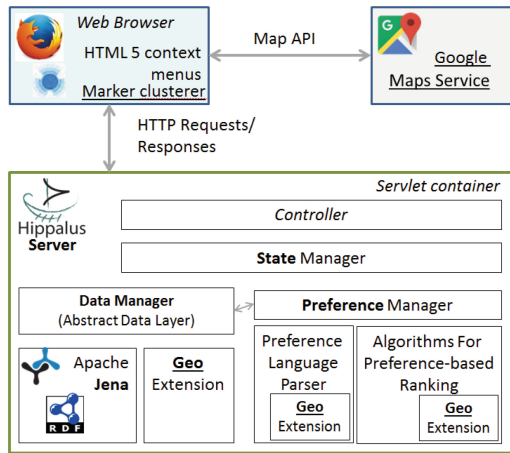 Web Browser
HTML 5 context
menus
Marker clusterer
Map API
Google
Maps Service
HTTP Requests/
Responses
Servlet container
Hippalus
Server
Controller
State Manager
Data Manager
(Abstract Data Layer)
Preference Manager
Apache
Jena
RDF
Geo
Extension
Preference
Language
Parser
Geo
Extension
Algorithms For
Preference-based
Ranking
Geo
Extension